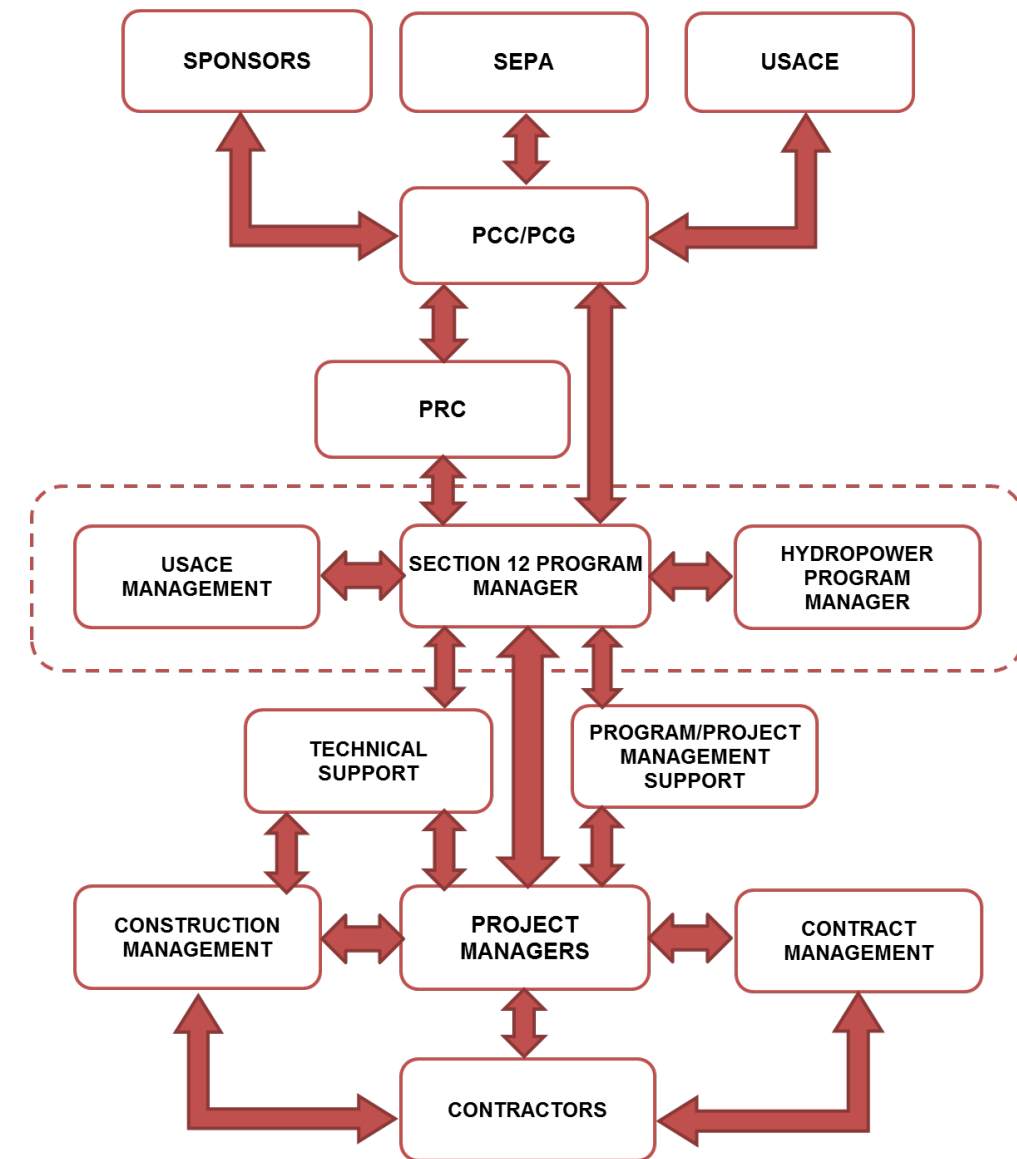 SPONSORS
SEPA
USACE
PCC/PCG
PRC
USACE
MANAGEMENT
SECTION 12 PROGRAM
MANAGER
HYDROPOWER
PROGRAM
MANAGER
TECHNICAL
SUPPORT
PROGRAM/PROJECT
MANAGEMENT
SUPPORT
CONSTRUCTION
MANAGEMENT
PROJECT
MANAGERS
CONTRACT
MANAGEMENT
CONTRACTORS